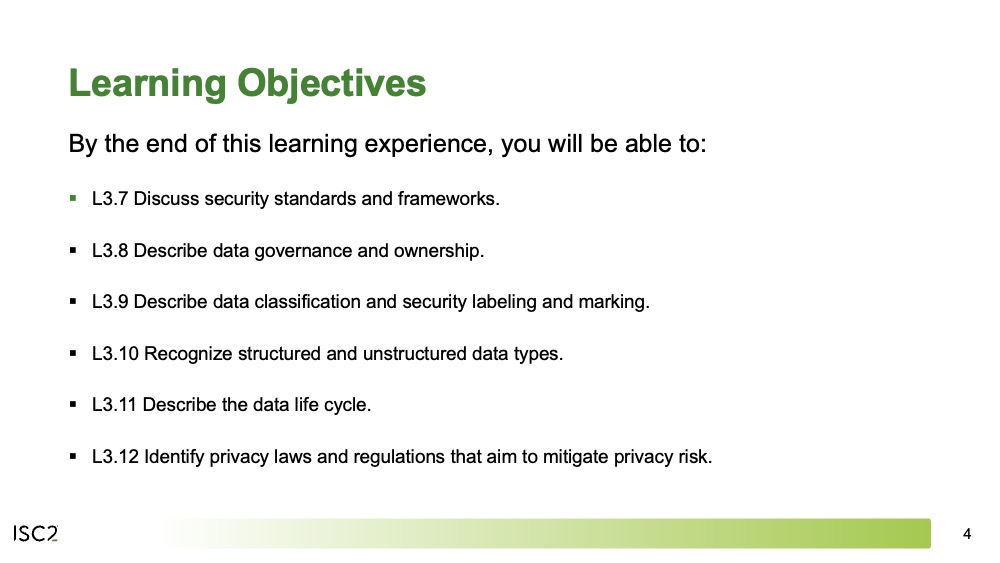 Learning Objectives
By the end of this learning experience, you will be able to:
▪ L3.7 Discuss security standards and frameworks.
▪ L3.8 Describe data governance and ownership.
▪ L3.9 Describe data classification and security labeling and marking.
▪ L3.10 Recognize structured and unstructured data types.
▪ L3.11 Describe the data life cycle.
▪ L3.12 Identify privacy laws and regulations that aim to mitigate privacy risk.
ISC2
4